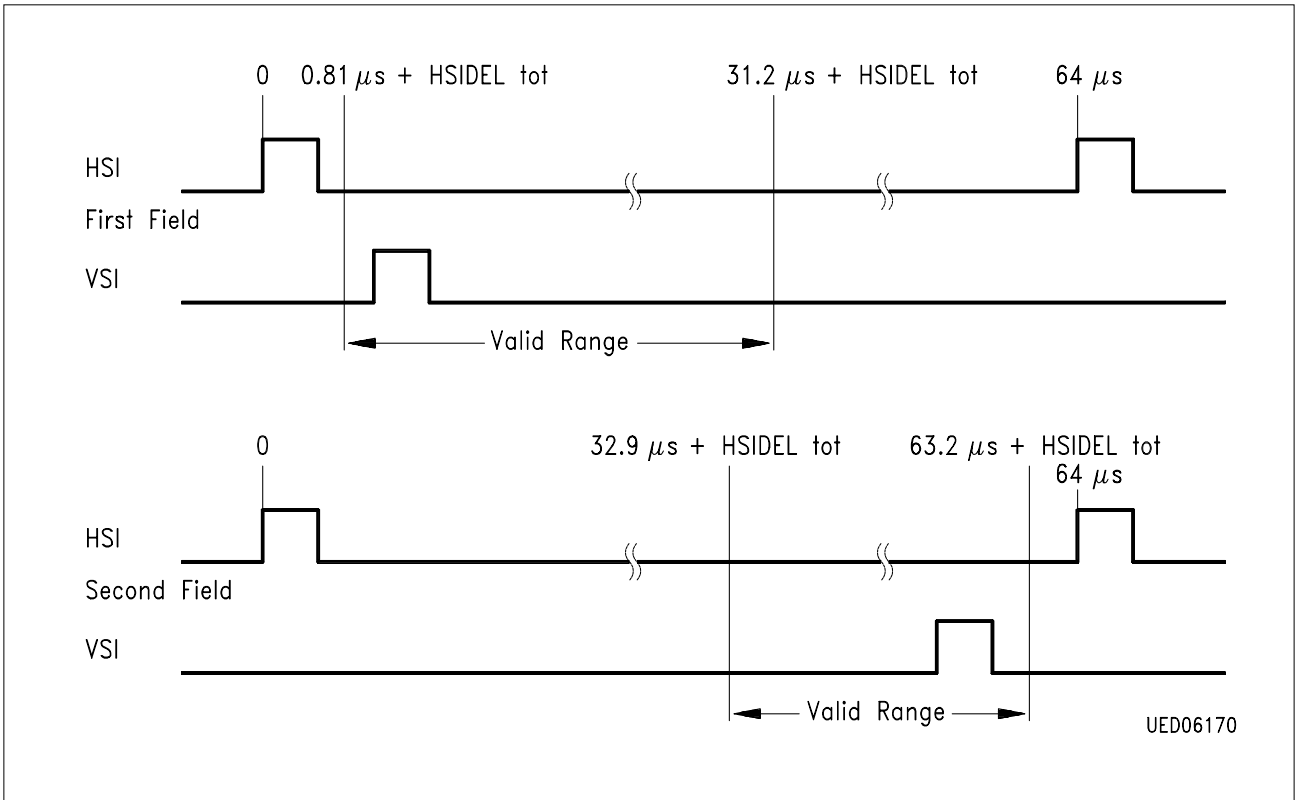 0 0.81 μs + HSIDEL tot 31.2 μs + HSIDEL tot 64 μs
HSI
First Field
VSI
Valid Range
0 32.9 μs + HSIDEL tot 63.2 μs + HSIDEL tot
64 μs
HSI
Second Field
VSI
Valid Range
UED06170